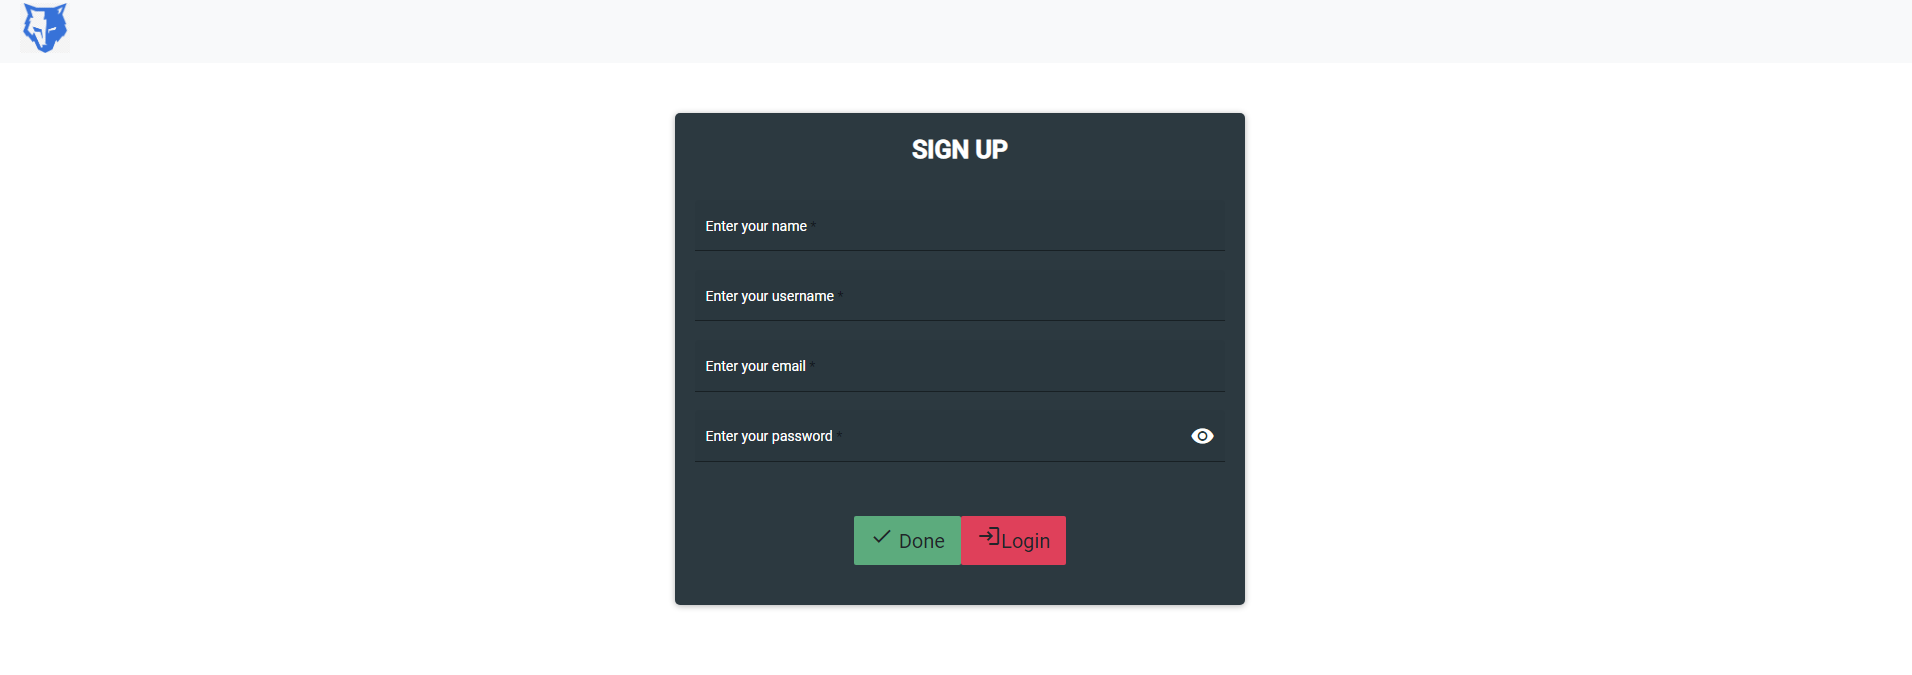 SIGN UP
Enter your name *
Enter your username *
Enter your email *
Enter your password *
Done
Login